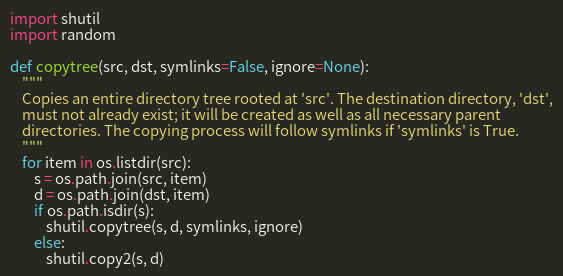 import shutil
import random
def copytree(src, dst, symlinks=False, ignore=None):
"""
Copies an entire directory tree rooted at 'src'. The destination directory, 'dst',
must not already exist; it will be created as well as all necessary parent
directories. The copying process will follow symlinks if 'symlinks' is True.
"""
for item in os.listdir(src):
s = os.path.join(src, item)
d = os.path.join(dst, item)
if os.path.isdir(s):
shutil.copytree(s, d, symlinks, ignore)
else:
shutil.copy2(s, d)